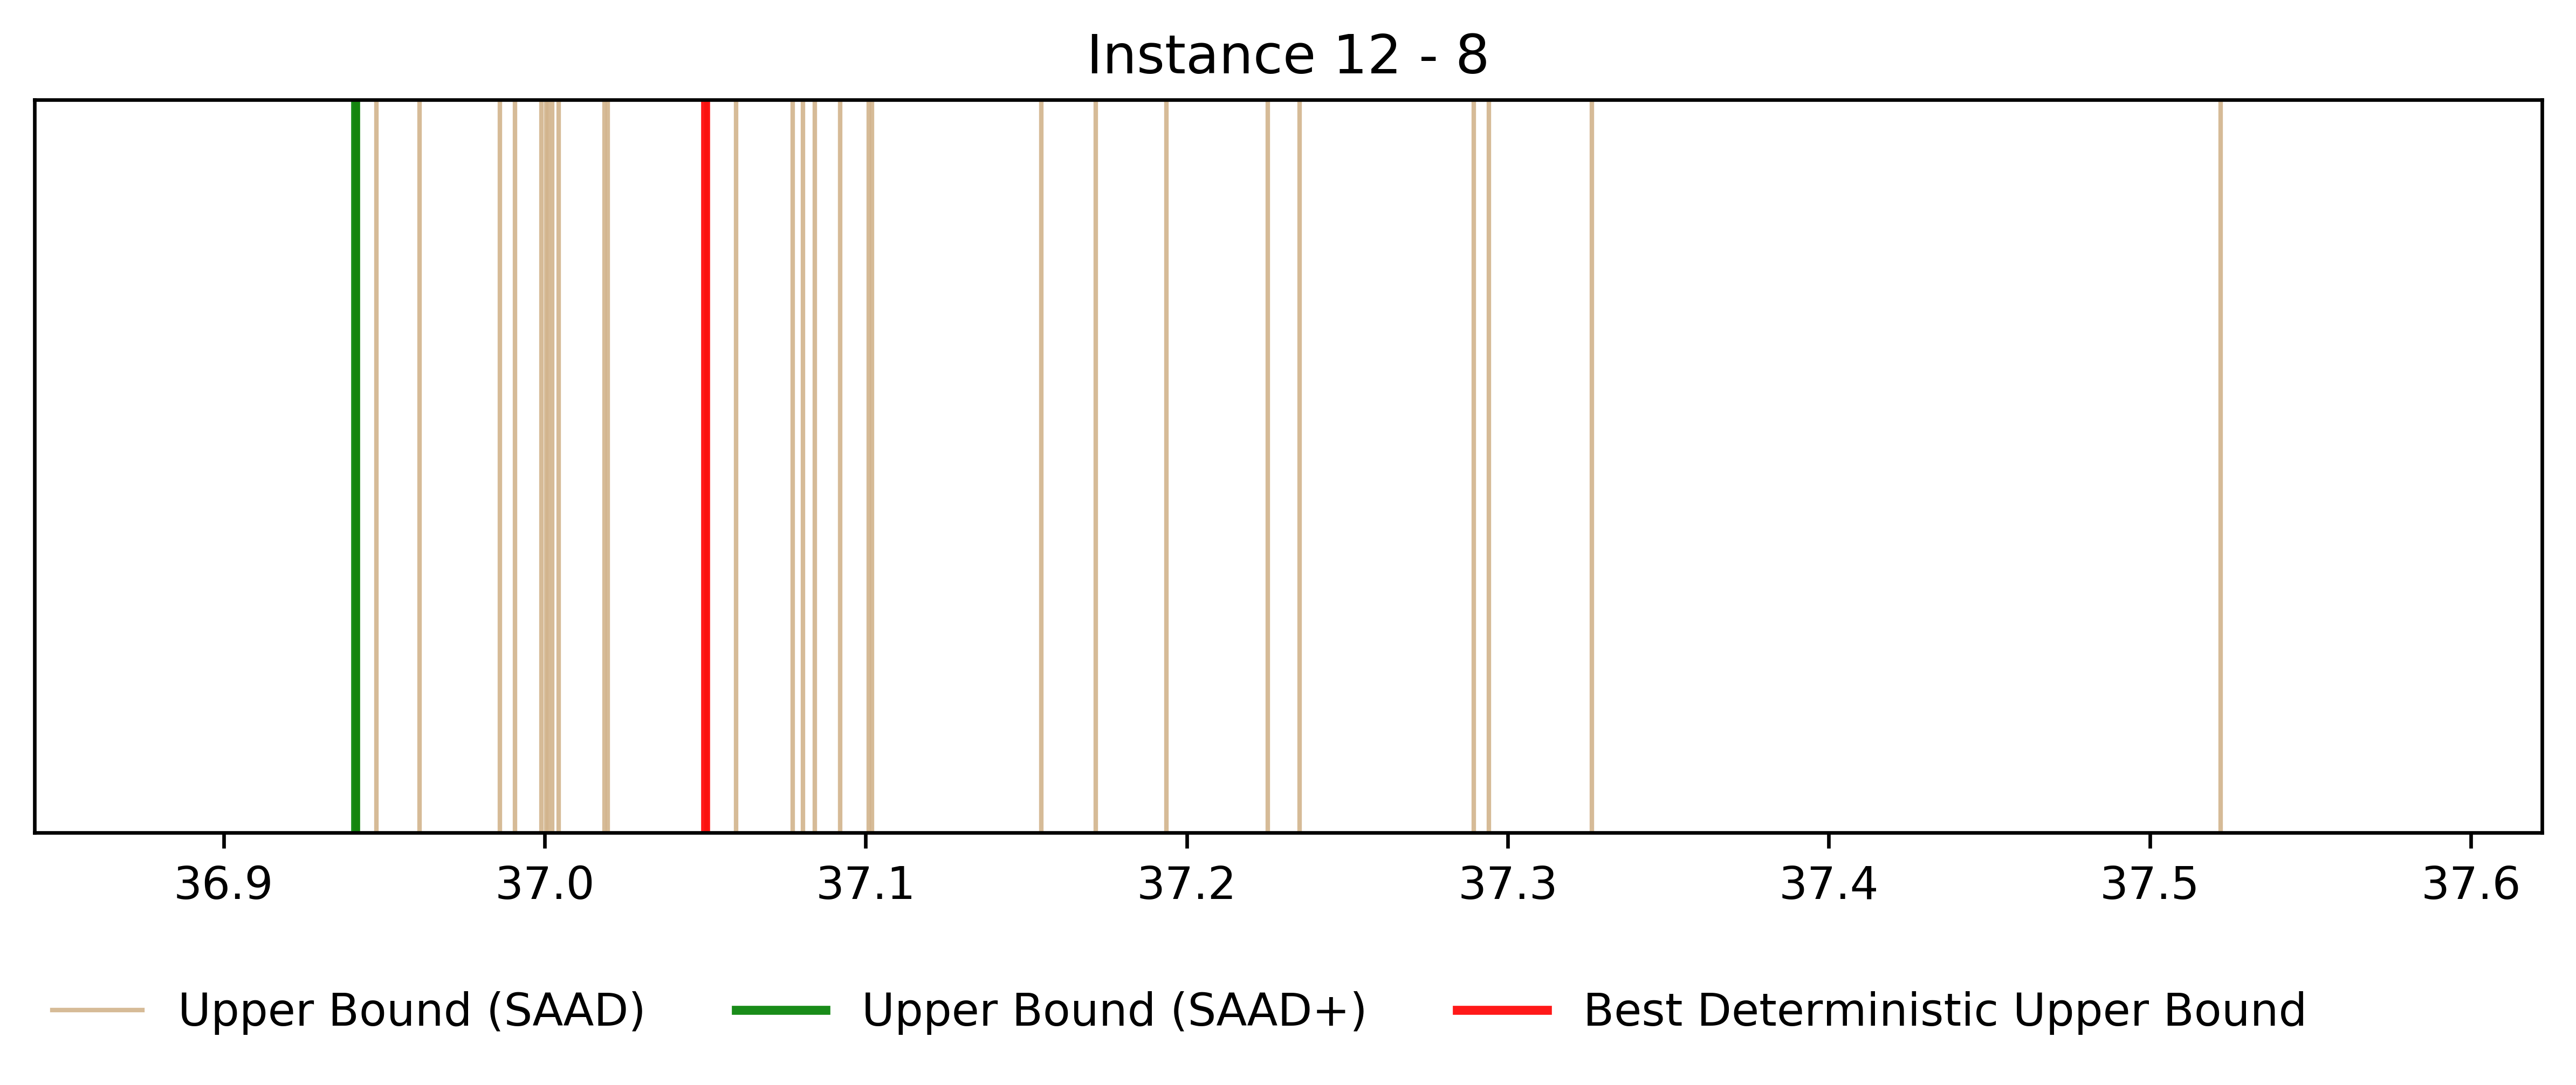 Instance 12 - 8
36.9 37.0 37.1 37.2 37.3 37.4 37.5 37.6
Upper Bound (SAAD) Upper Bound (SAAD+) Best Deterministic Upper Bound